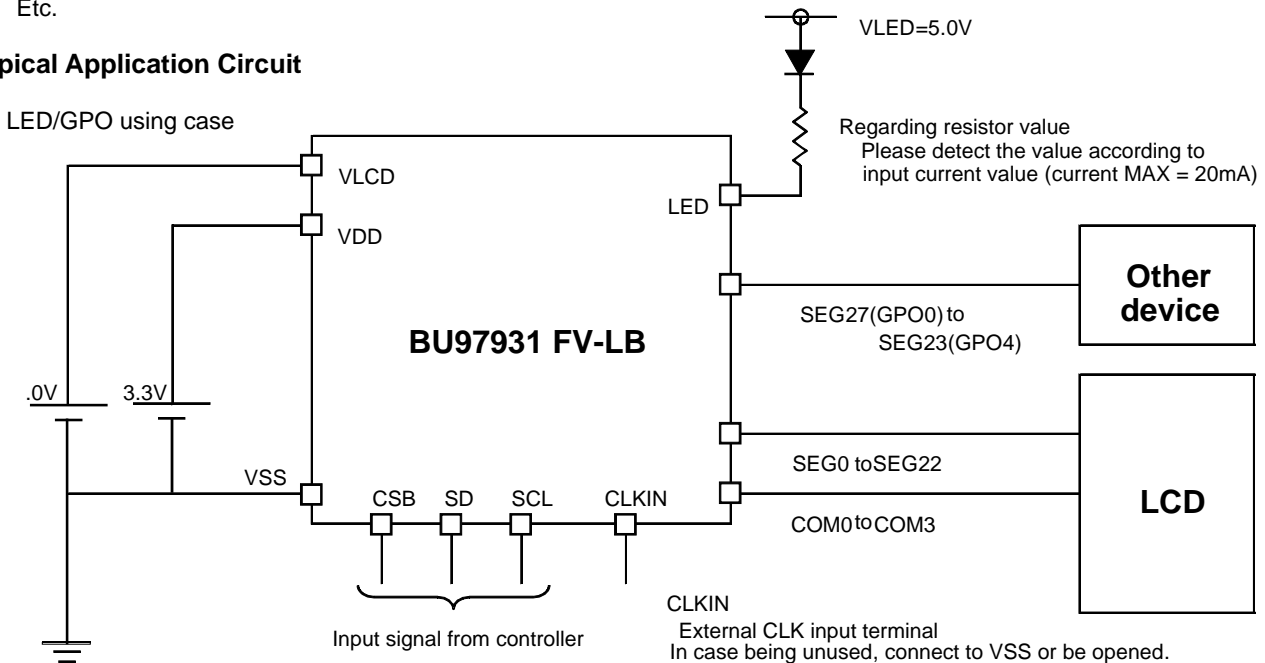 Etc.
pical Application Circuit
LED/GPO using case
VLED=5.0V
Regarding resistor value
Please detect the value according to
input current value (current MAX = 20mA)
VLCD
LED
VDD
Other
device
SEG27(GPO0) to
SEG23(GPO4)
BU97931 FV-LB
.0V
3.3V
SEG0 toSEG22
VSS
CSB SD SCL CLKIN
LCD
COM0toCOM3
CLKIN
Input signal from controller
External CLK input terminal
In case being unused, connect to VSS or be opened.